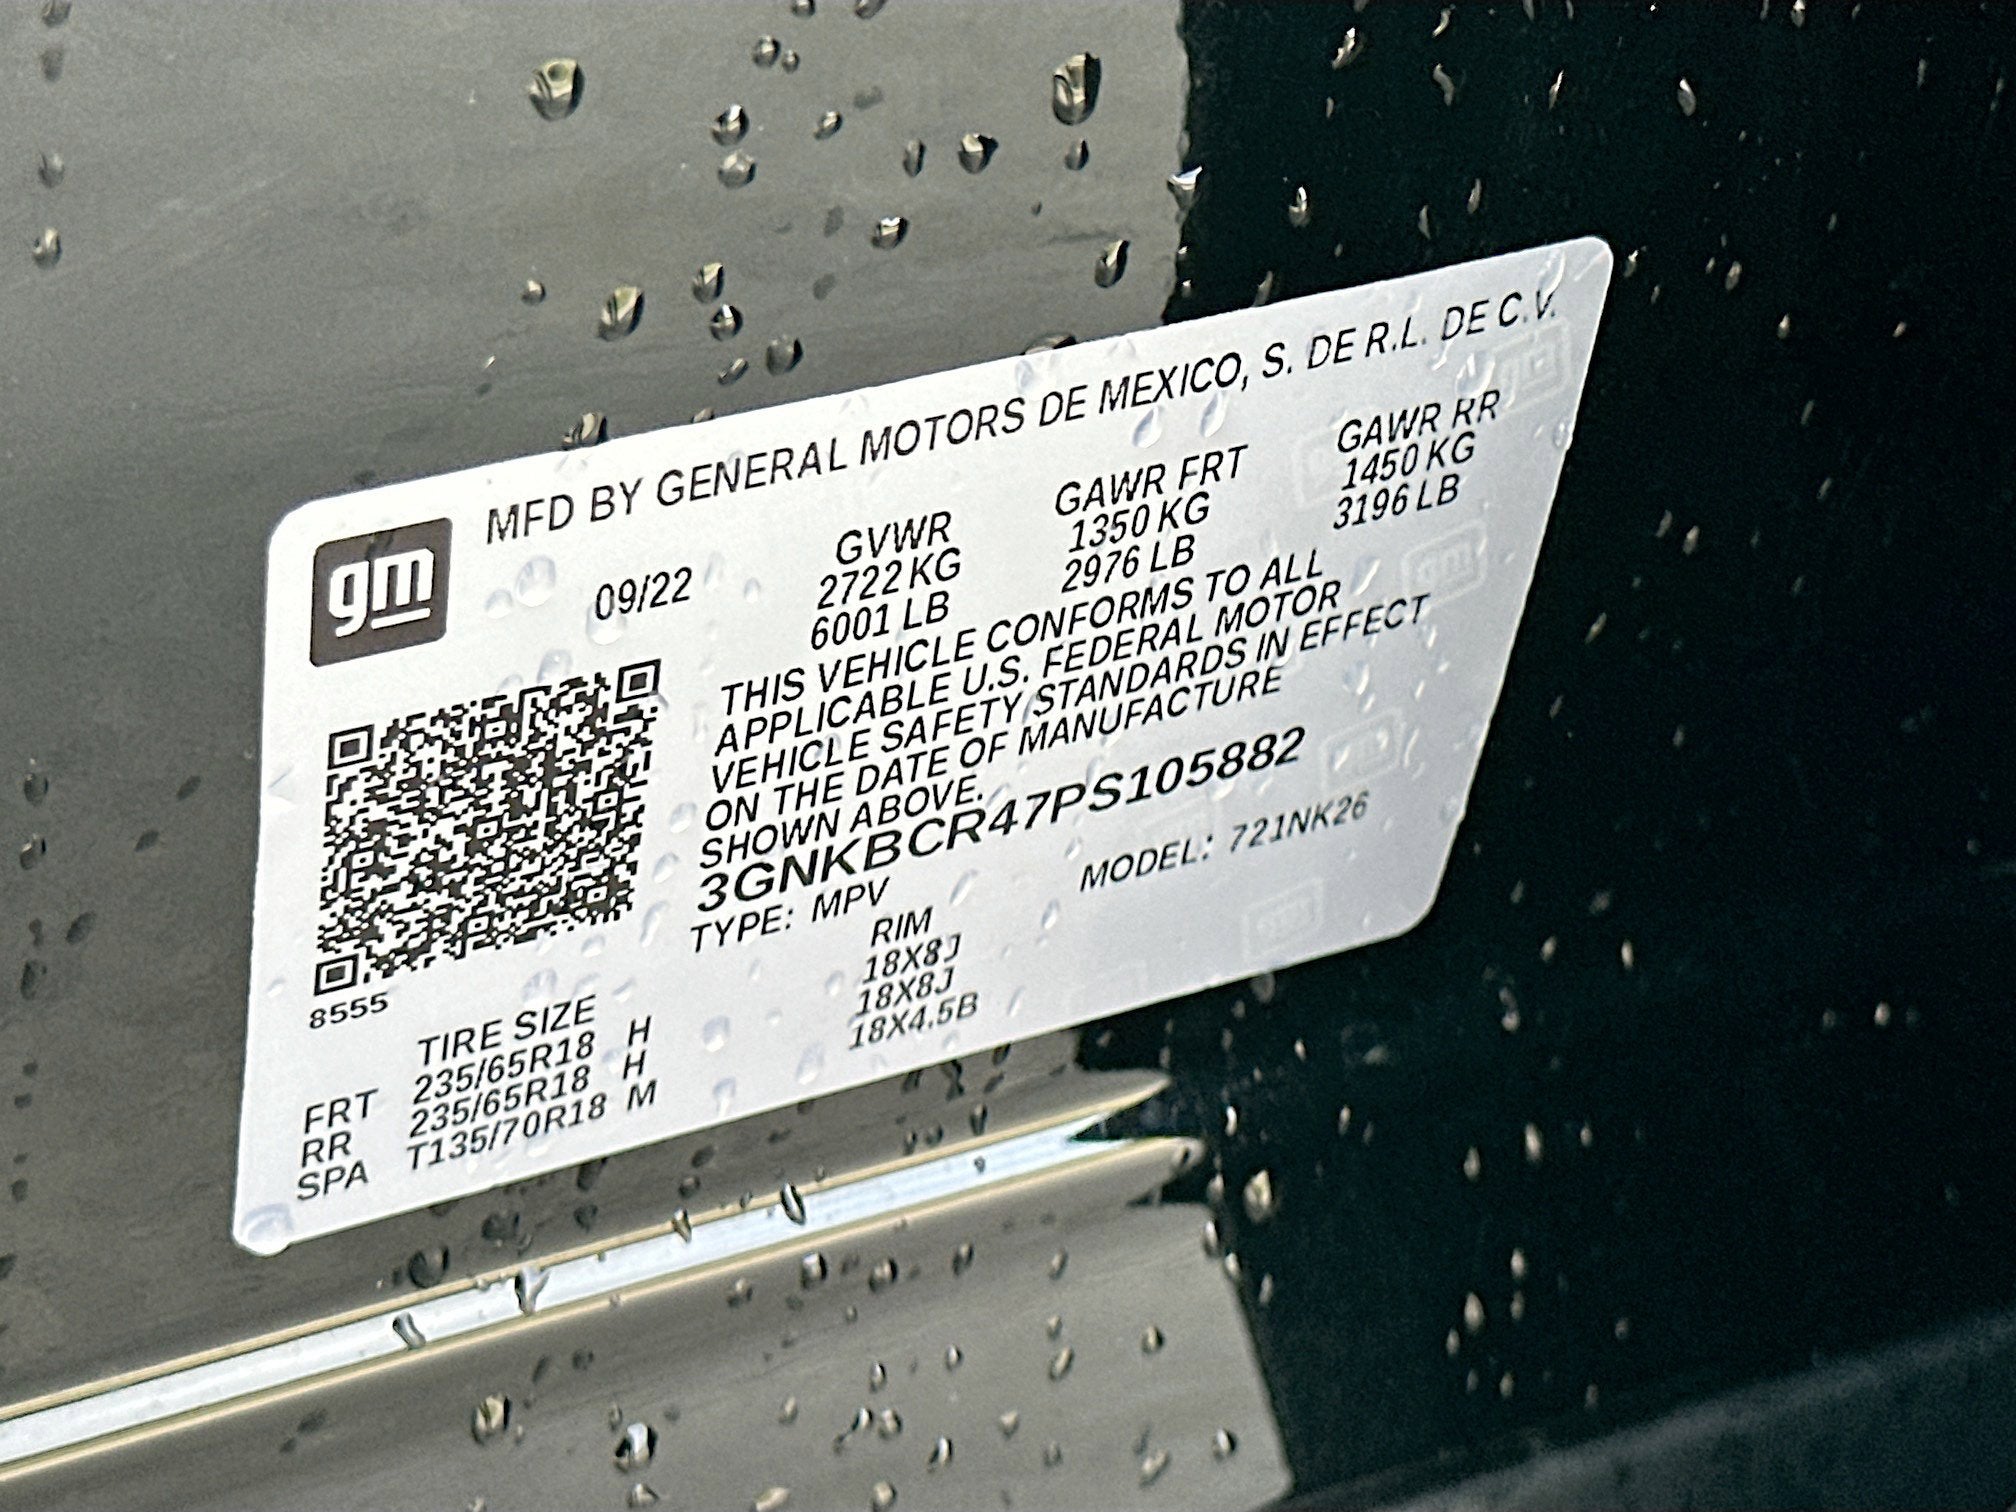 MFD BY GENERAL MOTORS DE MEXICO, S. DE R.L. DE C.V.
gm
09/22 GVWR GAWR FRT GAWR RR
2722 KG 1350 KG 1450 KG
6001 LB 2976 LB 3196 LB
THIS VEHICLE CONFORMS TO ALL
APPLICABLE U.S. FEDERAL MOTOR
VEHICLE SAFETY STANDARDS IN EFFECT
ON THE DATE OF MANUFACTURE
SHOWN ABOVE.
3GNKBCR47PS105882
TYPE: MPV MODEL: 721NK26
8555
TIRE SIZE RIM
FRT 235/65R18 H 18X8J
RR 235/65R18 H 18X8J
SPA T135/70R18 M 18X4.5B